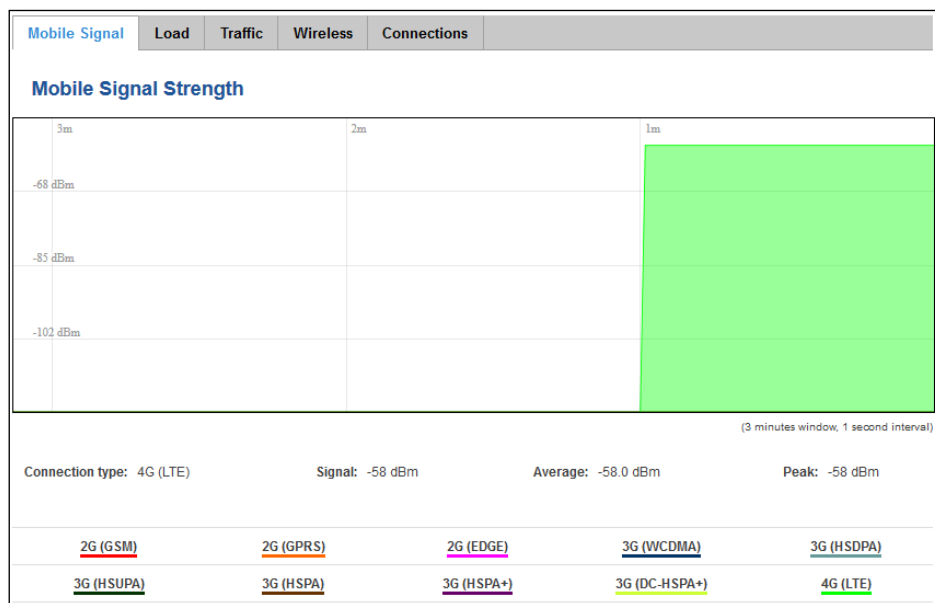 Mobile Signal Load Traffic Wireless Connections
Mobile Signal Strength
3m 2m 1m
-68 dBm
-85 dBm
-102 dBm
(3 minutes window, 1 second interval)
Connection type: 4G (LTE) Signal: -58 dBm Average: -58.0 dBm Peak: -58 dBm
2G (GSM) 2G (GPRS) 2G (EDGE) 3G (WCDMA) 3G (HSDPA)
3G (HSUPA) 3G (HSPA) 3G (HSPA+) 3G (DC-HSPA+) 4G (LTE)